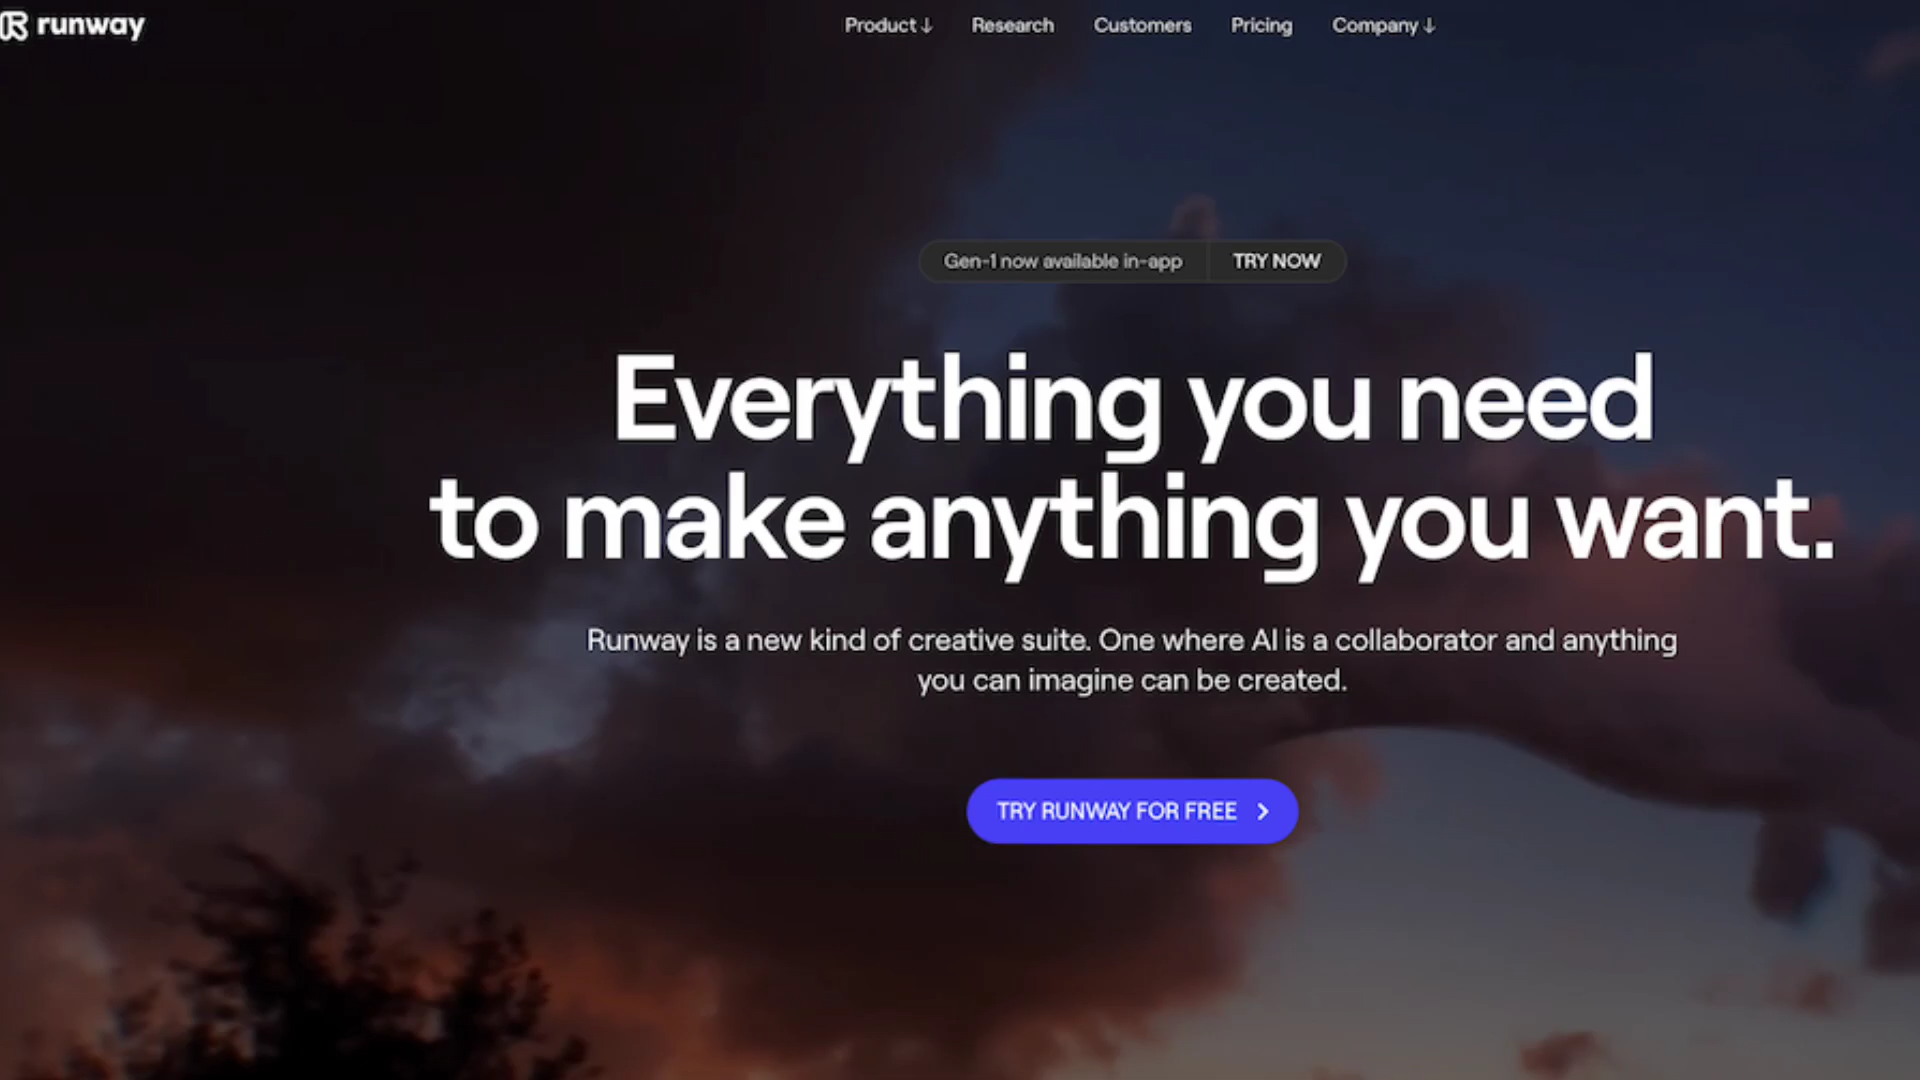 runway
Product ↓ Research Customers Pricing Company ↓
Gen-1 now available in-app TRY NOW
Everything you need
to make anything you want.
Runway is a new kind of creative suite. One where AI is a collaborator and anything
you can imagine can be created.
TRY RUNWAY FOR FREE >